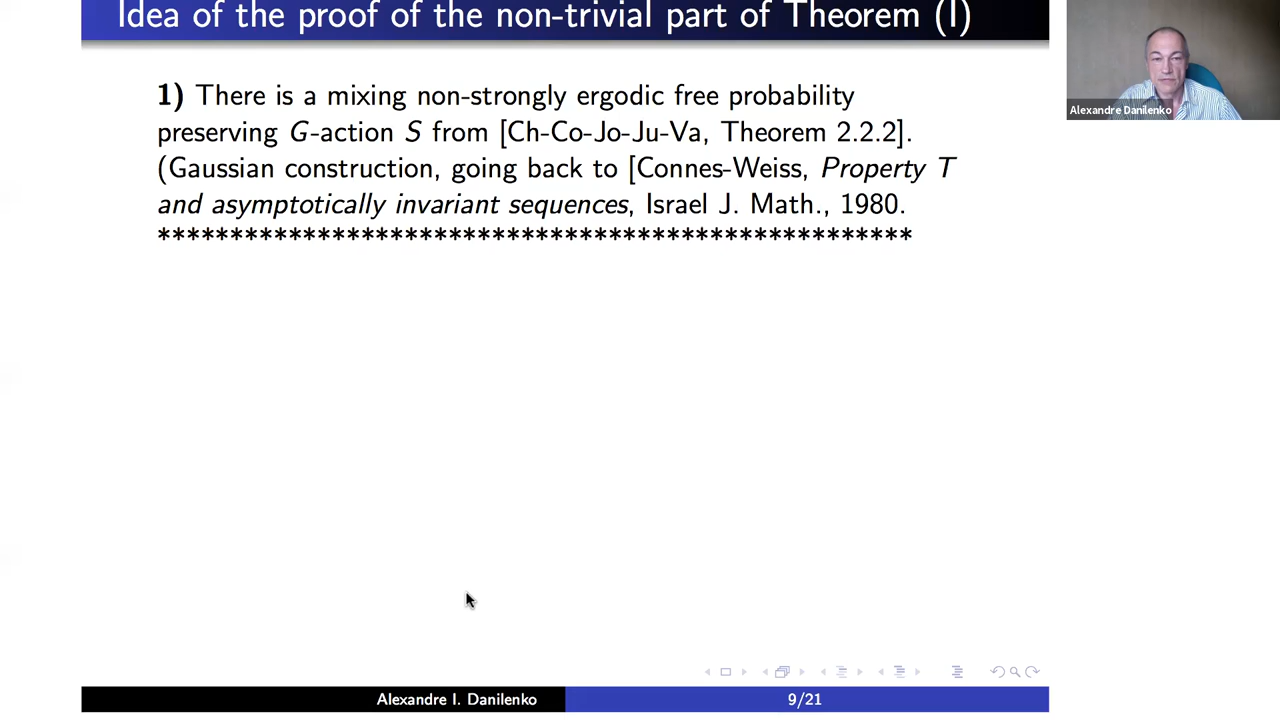 Idea of the proof of the non-trivial part of Theorem (I)
Alexandre Danilenko
1) There is a mixing non-strongly ergodic free probability
preserving G-action S from [Ch-Co-Jo-Ju-Va, Theorem 2.2.2].
(Gaussian construction, going back to [Connes-Weiss, Property T
and asymptotically invariant sequences, Israel J. Math., 1980.
****************************************************
Alexandre I. Danilenko
9/21